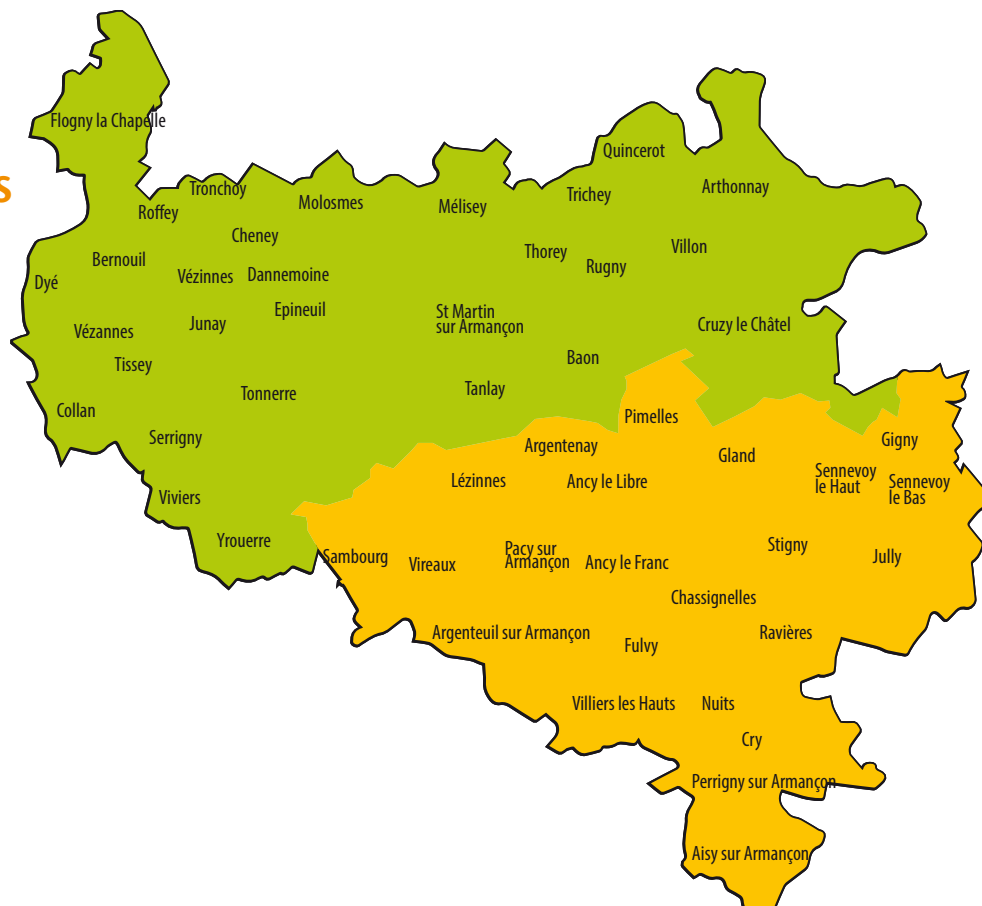 Flogny la Chapelle
s
Quincerot
Tronchoy
Arthonnay
Molosmes
Trichey
Mélisey
Roffey
Cheney
Villon
Thorey
Bernouil
Rugny
Vézinnes
Dannemoine
Dyé
Epineuil
St Martin
sur Armançon
Junay
Cruzy le Châtel
Vézannes
Baon
Tissey
Tonnerre
Tanlay
Collan
Pimelles
Serrigny
Argentenay
Gigny
Gland
Sennevoy
le Haut
Lézinnes
Ancy le Libre
Sennevoy
le Bas
Viviers
Yrouerre
Stigny
Pacy sur
Armançon
Sambourg
Vireaux
Ancy le Franc
Jully
Chassignelles
Argenteuil sur Armançon
Ravières
Fulvy
Villiers les Hauts
Nuits
Cry
Perrigny sur Armançon
Aisy sur Armançon